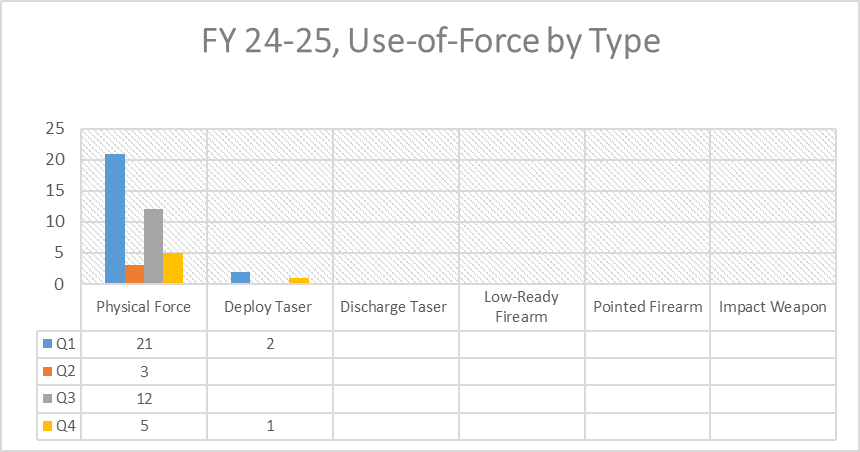 FY 24-25, Use-of-Force by Type
25
20
15
10
5
0
Physical Force Deploy Taser Discharge Taser Low-Ready Firearm Pointed Firearm Impact Weapon
Q1 21 2
Q2 3
Q3 12
Q4 5 1